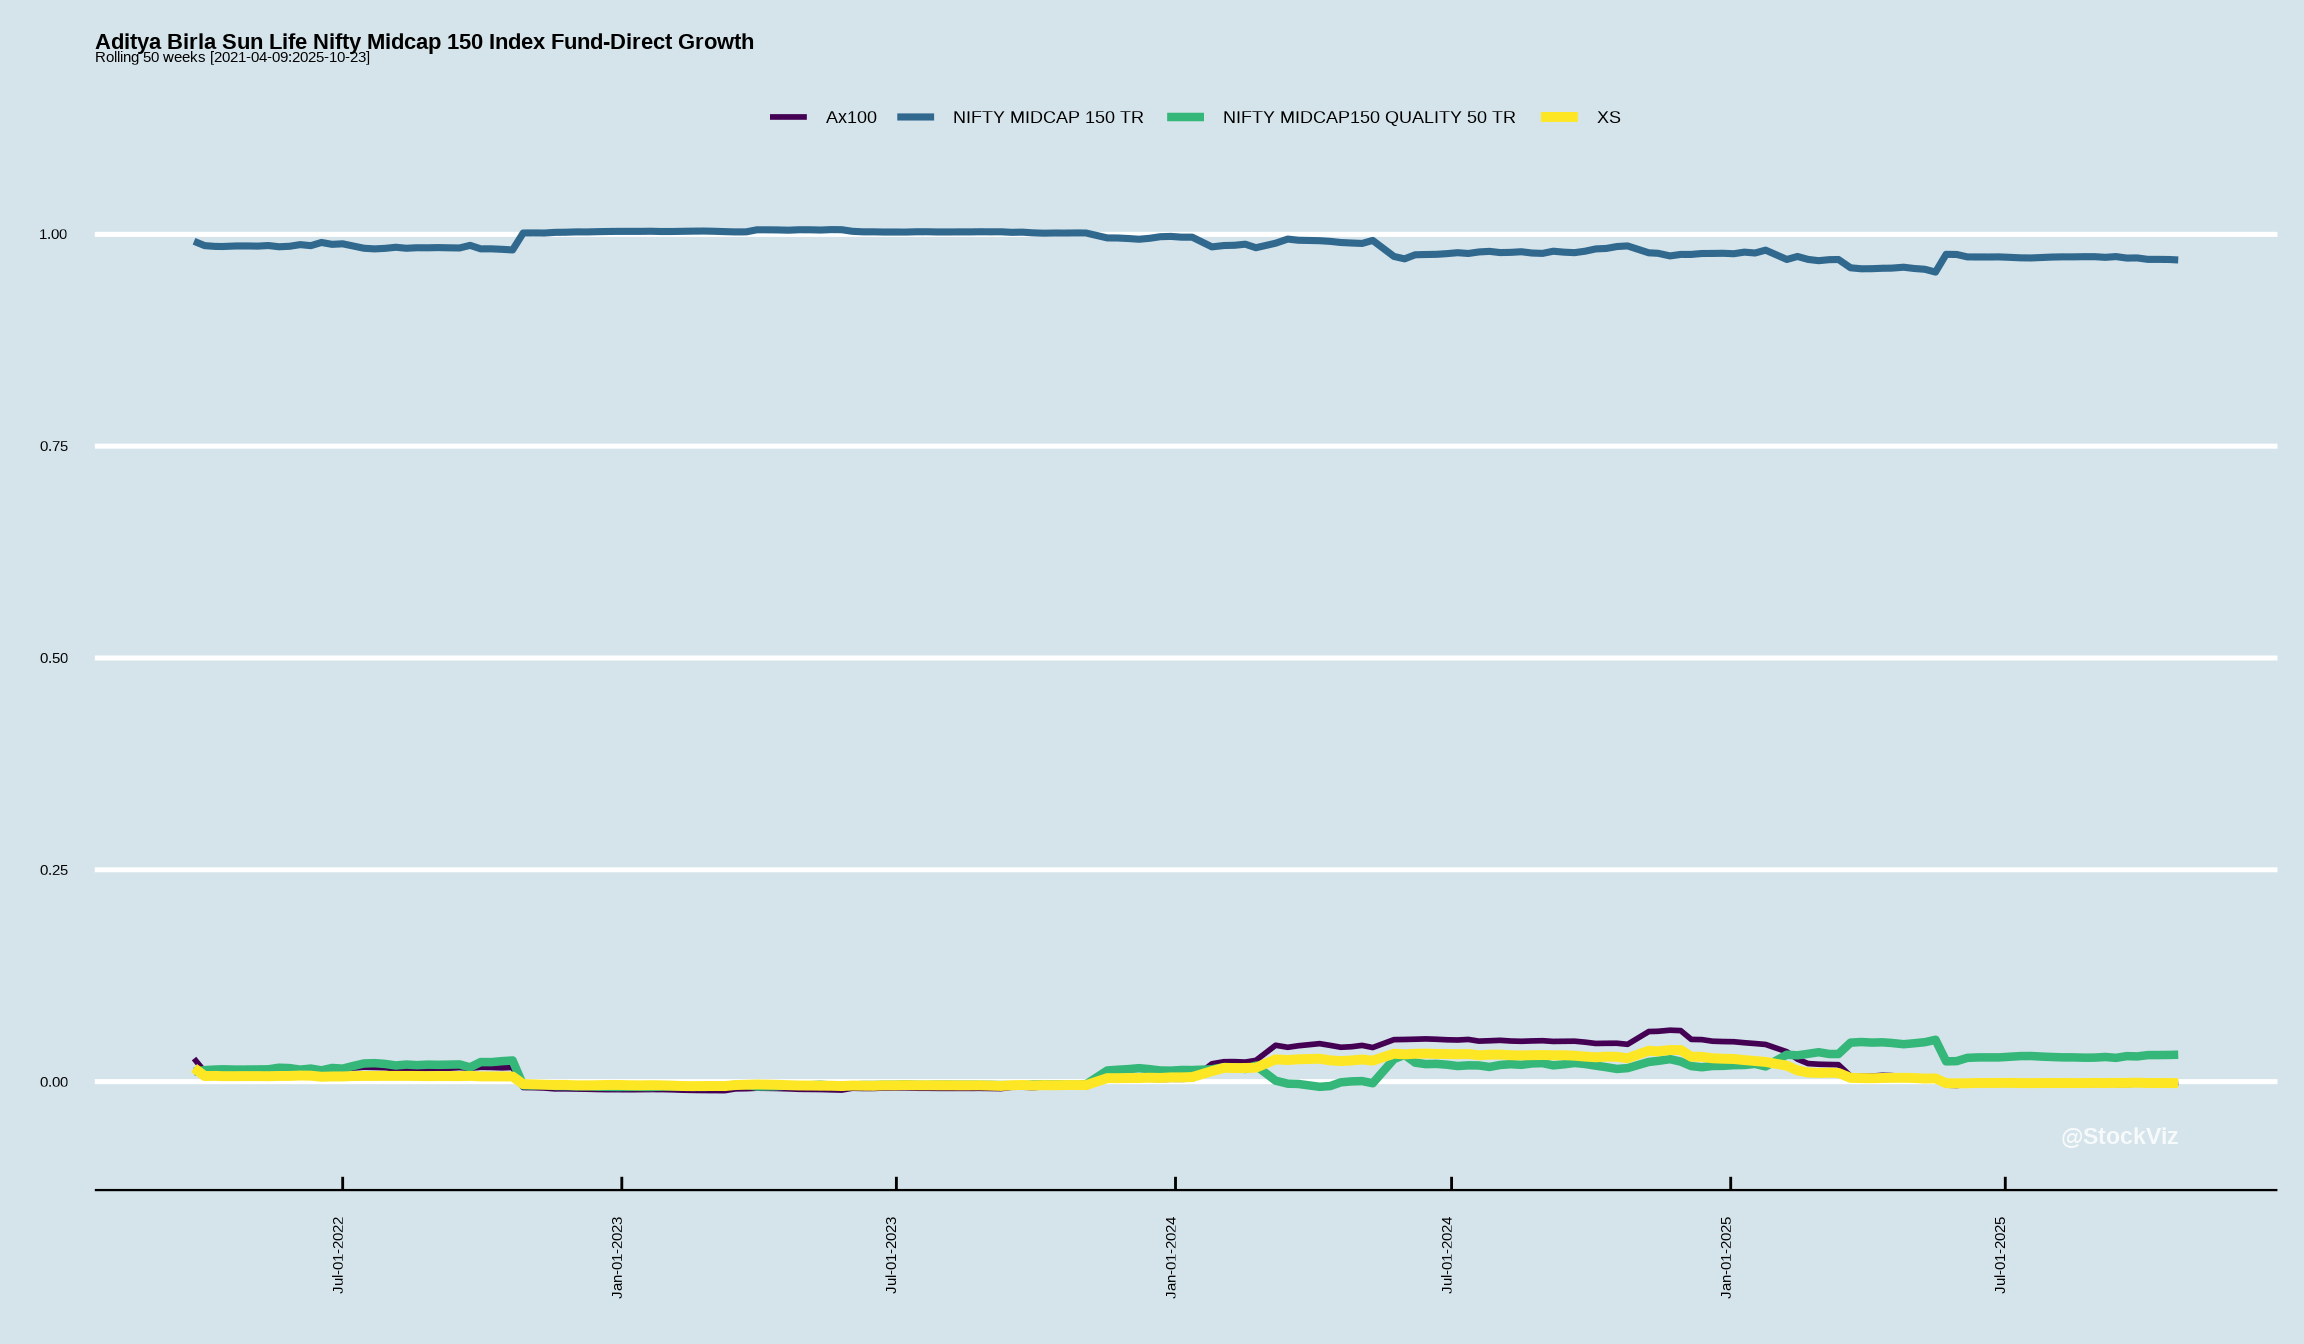 Aditya Birla Sun Life Nifty Midcap 150 Index Fund-Direct Growth
Rolling 50 weeks [2021-04-09:2025-10-23]
Ax100 NIFTY MIDCAP 150 TR NIFTY MIDCAP150 QUALITY 50 TR XS
1.00
0.75
0.50
0.25
0.00
@StockViz
Jul-01-2022 Jan-01-2023 Jul-01-2023 Jan-01-2024 Jul-01-2024 Jan-01-2025 Jul-01-2025